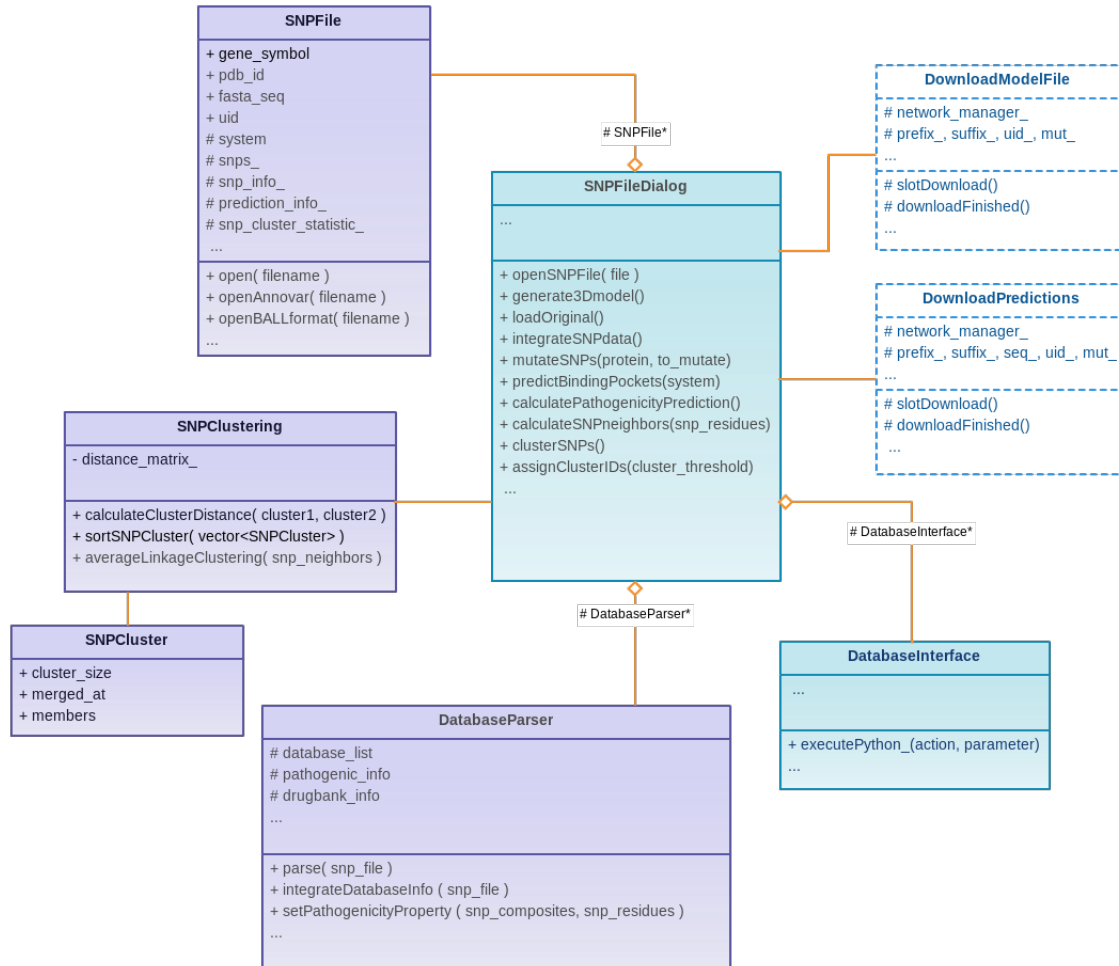 SNPFile
+ gene_symbol
+ pdb_id
+ fasta_seq
+ uid
# system
# snps_
# snp_info_
# prediction_info_
# snp_cluster_statistic_
...
+ open( filename )
+ openAnnovar( filename )
+ openBALLformat( filename )
...
# SNPFile*
DownloadModelFile
# network_manager_
# prefix_, suffix_, uid_, mut_
...
# slotDownload()
# downloadFinished()
...
SNPFileDialog
...
+ openSNPFile( file )
+ generate3Dmodel()
+ loadOriginal()
+ integrateSNPdata()
+ mutateSNPs(protein, to_mutate)
+ predictBindingPockets(system)
+ calculatePathogenicityPrediction()
+ calculateSNPneighbors(snp_residues)
+ clusterSNPs()
+ assignClusterIDs(cluster_threshold)
...
DownloadPredictions
# network_manager_
# prefix_, suffix_, seq_, uid_, mut_
...
# slotDownload()
# downloadFinished()
...
SNPClustering
- distance_matrix_
+ calculateClusterDistance( cluster1, cluster2 )
+ sortSNPCluster( vector<SNPCluster> )
+ averageLinkageClustering( snp_neighbors )
# DatabaseInterface*
# DatabaseParser*
SNPCluster
+ cluster_size
+ merged_at
+ members
DatabaseInterface
...
+ executePython_(action, parameter)
...
DatabaseParser
# database_list
# pathogenic_info
# drugbank_info
...
+ parse( snp_file )
+ integrateDatabaseInfo ( snp_file )
+ setPathogenicityProperty ( snp_composites, snp_residues )
...